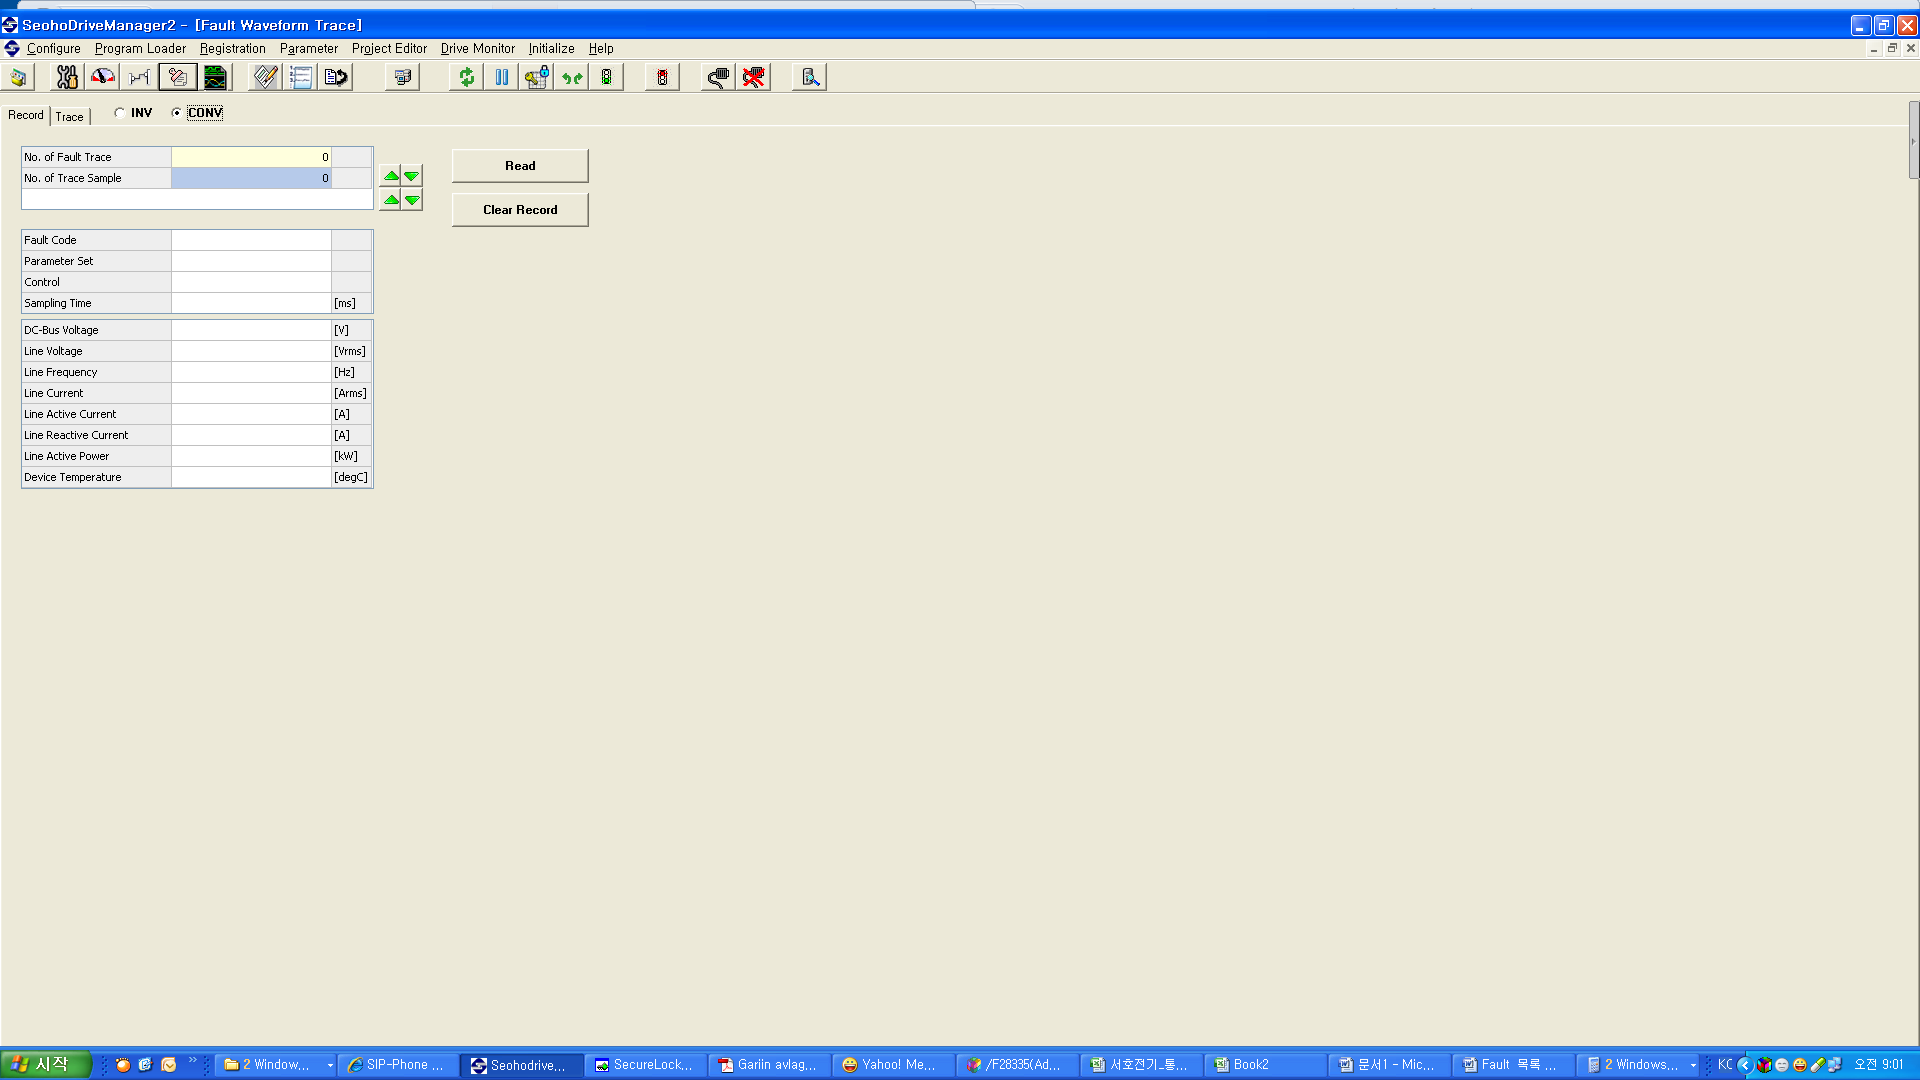 SeohoDriveManager2 - [Fault Waveform Trace]
Configure Program Loader Registration Parameter Project Editor Drive Monitor Initialize Help
Record Trace INV CONV
No. of Fault Trace 0
No. of Trace Sample 0
Read
Clear Record
Fault Code
Parameter Set
Control
Sampling Time [ms]
DC-Bus Voltage [V]
Line Voltage [Vrms]
Line Frequency [Hz]
Line Current [Arms]
Line Active Current [A]
Line Reactive Current [A]
Line Active Power [kW]
Device Temperature [degC]
시작 2 Window... SIP-Phone ... Seohodrive... SecureLock... Gariin avlag... Yahoo! Me... /F28335(Ad... 서호전기_통... Book2 문서1 - Mic... Fault 목록 ... 2 Windows... KO 오전 9:01